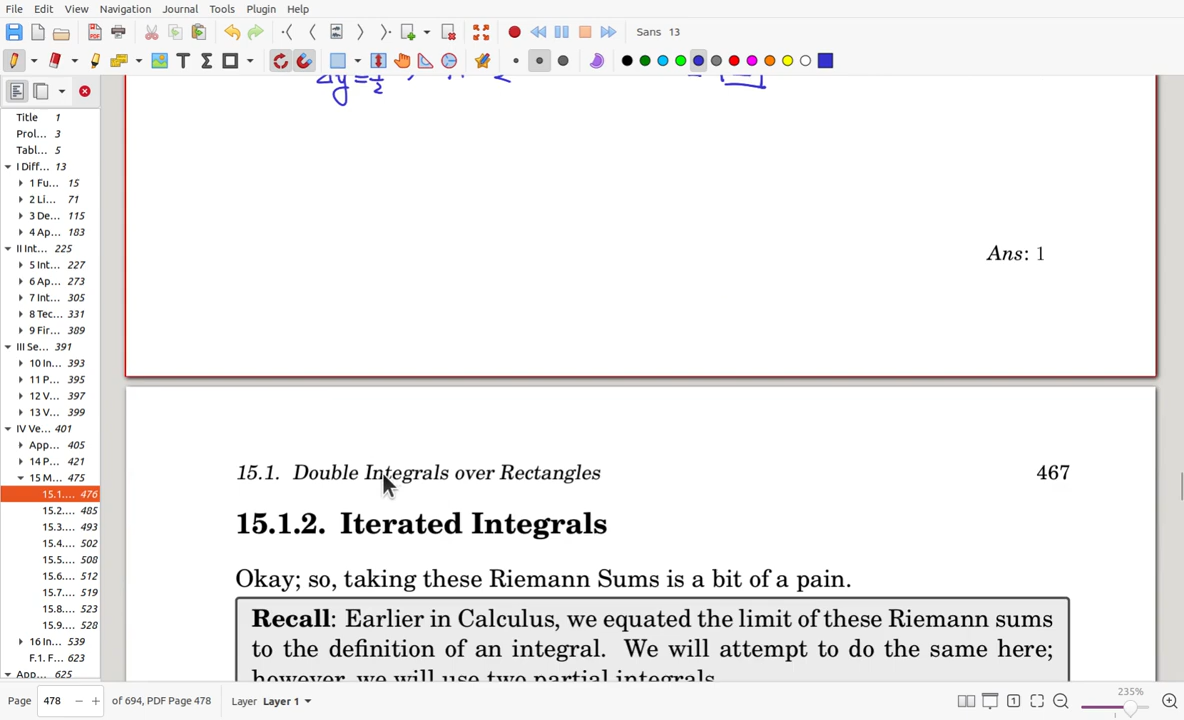 File Edit View Navigation Journal Tools Plugin Help
Sans 13
Title 1
Prol... 3
Tabl... 5
I Diff... 13
1 Fu... 15
2 Li... 71
3 De... 115
4 Ap... 183
II Int... 225
5 Int... 227
6 Ap... 273
7 Int... 305
8 Tec... 331
9 Fir... 389
III Se... 391
10 In... 393
11 P... 395
12 V... 397
13 V... 399
IV Ve... 401
App... 405
14 P... 421
15 M... 475
15.1.... 476
15.2.... 485
15.3.... 493
15.4.... 502
15.5.... 508
15.6.... 512
15.7.... 519
15.8.... 523
15.9.... 528
16 In... 539
F.1. F... 623
App... 625
Ans: 1
15.1. Double Integrals over Rectangles 467
15.1.2. Iterated Integrals
Okay; so, taking these Riemann Sums is a bit of a pain.
Recall: Earlier in Calculus, we equated the limit of these Riemann sums
to the definition of an integral. We will attempt to do the same here;
however, we will use two partial integrals.
Page 478 of 694, PDF Page 478 Layer Layer 1 235%